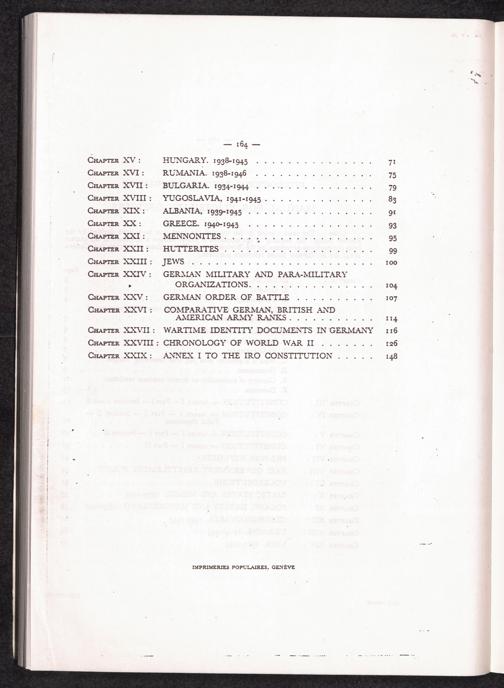 — 164 —
CHAPTER XV : HUNGARY. 1938-1945 . . . . . . . . . . . . . . . 71
CHAPTER XVI : RUMANIA. 1938-1946 . . . . . . . . . . . . . . . 75
CHAPTER XVII : BULGARIA. 1934-1944 . . . . . . . . . . . . . . . 79
CHAPTER XVIII : YUGOSLAVIA, 1941-1945 . . . . . . . . . . . . . . 83
CHAPTER XIX : ALBANIA, 1939-1945 . . . . . . . . . . . . . . . 91
CHAPTER XX : GREECE. 1940-1945 . . . . . . . . . . . . . . . 93
CHAPTER XXI : MENNONITES . . . . . . . . . . . . . . . . . . 95
CHAPTER XXII : HUTTERITES . . . . . . . . . . . . . . . . . . 99
CHAPTER XXIII : JEWS . . . . . . . . . . . . . . . . . . . . . 100
CHAPTER XXIV : GERMAN MILITARY AND PARA-MILITARY
ORGANIZATIONS. . . . . . . . . . . . . . . . 104
CHAPTER XXV : GERMAN ORDER OF BATTLE . . . . . . . . . . 107
CHAPTER XXVI : COMPARATIVE GERMAN, BRITISH AND
AMERICAN ARMY RANKS . . . . . . . . . . . 114
CHAPTER XXVII : WARTIME IDENTITY DOCUMENTS IN GERMANY 116
CHAPTER XXVIII : CHRONOLOGY OF WORLD WAR II . . . . . . . 126
CHAPTER XXIX : ANNEX I TO THE IRO CONSTITUTION . . . . . 148
IMPRIMERIES POPULAIRES, GENÈVE